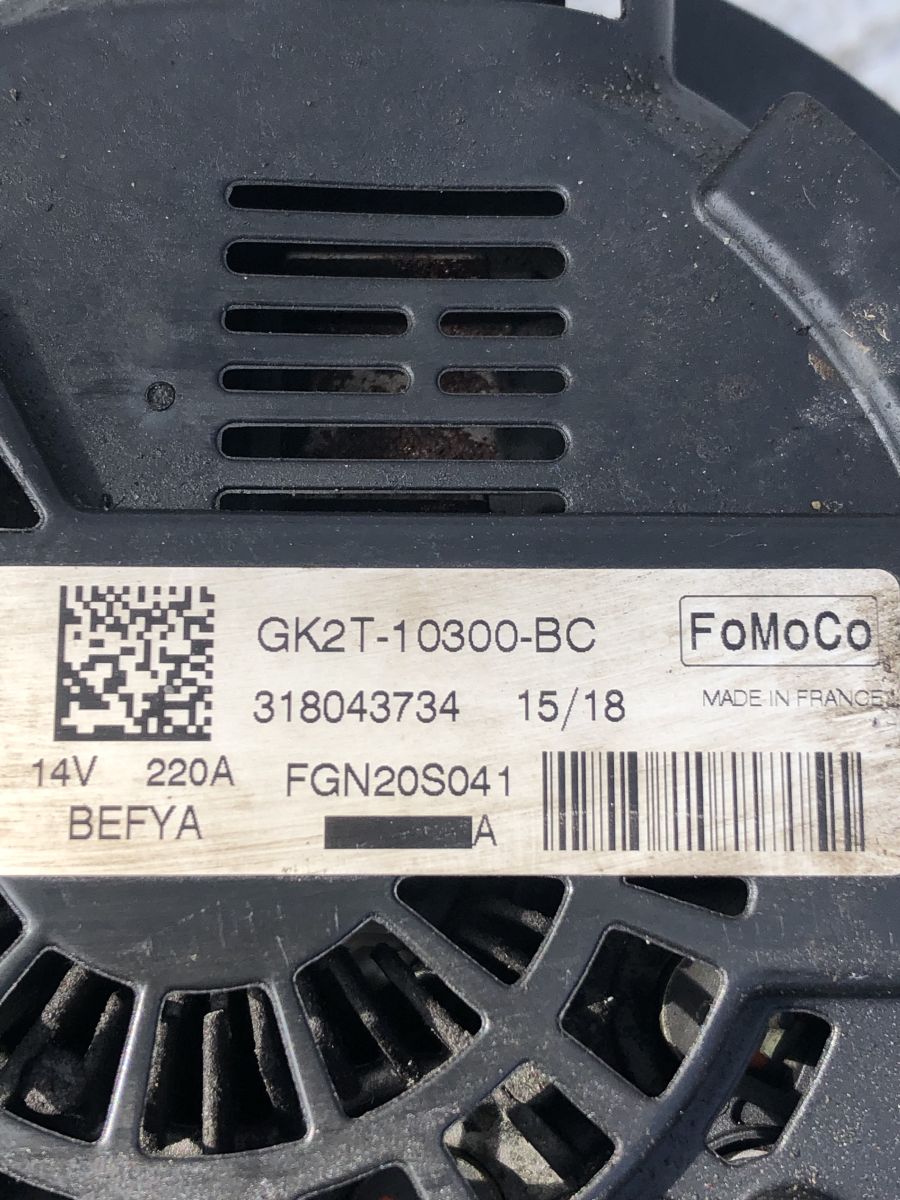 GK2T-10300-BC
FoMoCo
318043734 15/18
MADE IN FRANCE
14V 220A FGN20S041
BEFYA
A